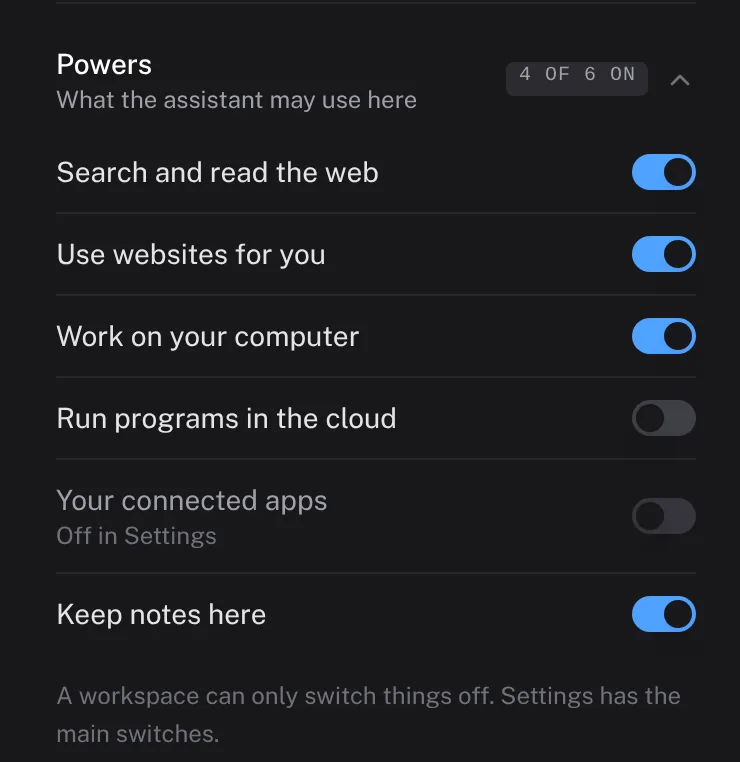 Powers
4 OF 6 ON
What the assistant may use here
Search and read the web
Use websites for you
Work on your computer
Run programs in the cloud
Your connected apps
Off in Settings
Keep notes here
A workspace can only switch things off. Settings has the
main switches.